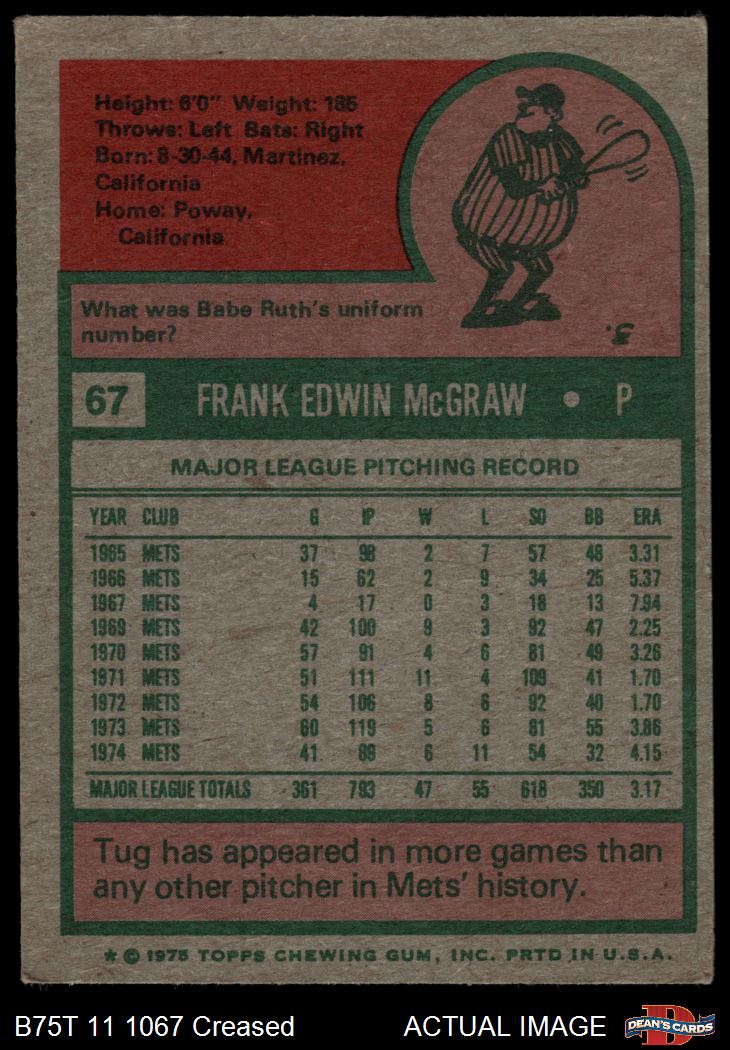 Height: 6'0" Weight: 185
Throws: Left Bats: Right
Born: 8-30-44, Martinez,
California
Home: Poway,
California
What was Babe Ruth's uniform
number?
3.
67 FRANK EDWIN McGRAW • P
MAJOR LEAGUE PITCHING RECORD
YEAR CLUB G IP W L SO BB ERA
1965 METS 37 98 2 7 57 48 3.31
1966 METS 15 62 2 9 34 25 5.37
1967 METS 4 17 0 3 18 13 7.94
1969 METS 42 100 9 3 92 47 2.25
1970 METS 57 91 4 6 81 49 3.26
1971 METS 51 111 11 4 109 41 1.70
1972 METS 54 106 8 6 92 40 1.70
1973 METS 60 119 5 6 81 55 3.86
1974 METS 41 89 6 11 54 32 4.15
MAJOR LEAGUE TOTALS 361 793 47 55 618 350 3.17
Tug has appeared in more games than
any other pitcher in Mets' history.
* © 1975 TOPPS CHEWING GUM, INC. PRTD IN U.S.A.
B75T 11 1067 Creased ACTUAL IMAGE DEAN'S CARDS